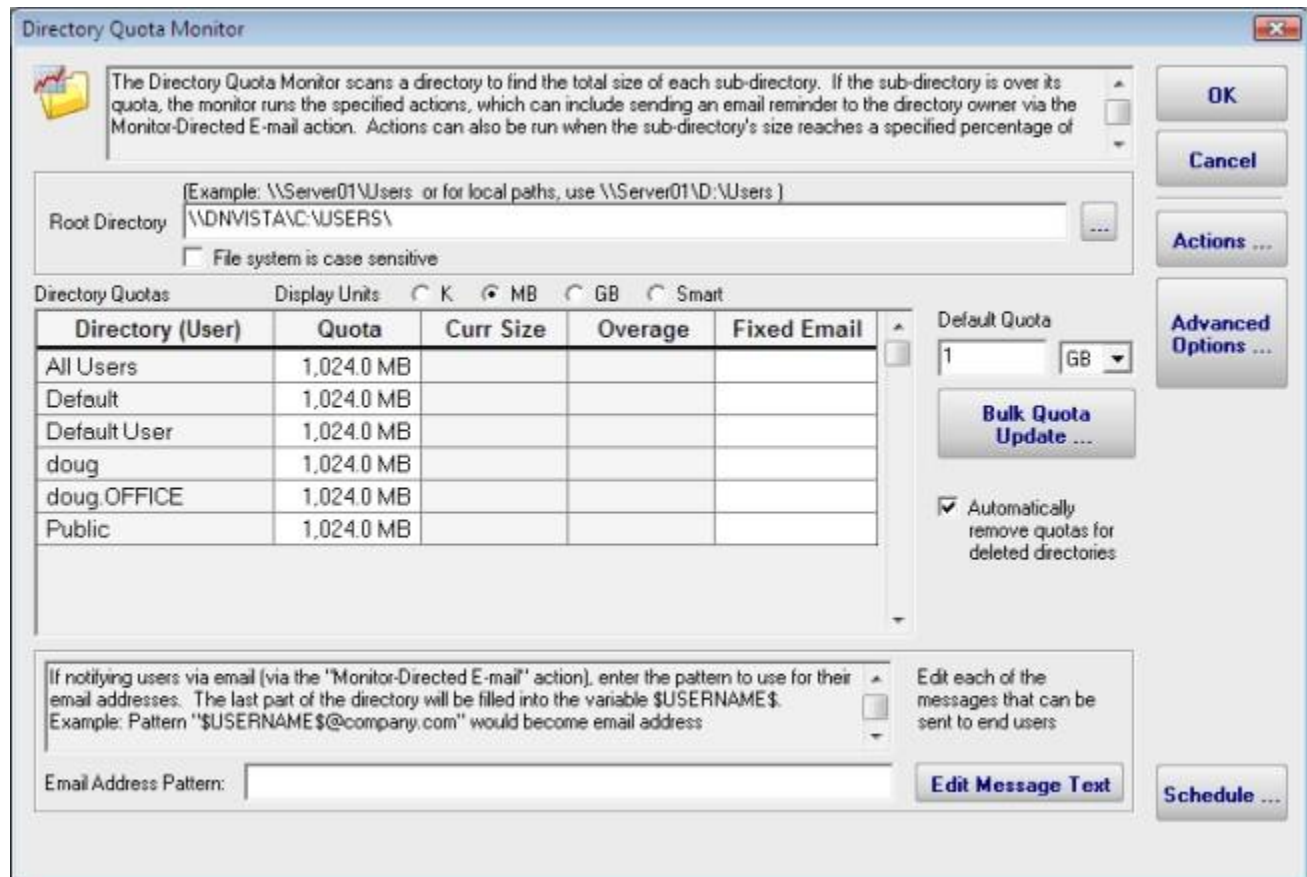 Directory Quota Monitor
The Directory Quota Monitor scans a directory to find the total size of each sub-directory. If the sub-directory is over its
quota, the monitor runs the specified actions, which can include sending an email reminder to the directory owner via the
Monitor-Directed E-mail action. Actions can also be run when the sub-directory's size reaches a specified percentage of
OK
Cancel
(Example: \\Server01\Users or for local paths, use \\Server01\D:\Users )
Root Directory \\DNVISTA\C:\USERS\ ...
File system is case sensitive
Actions ...
Directory Quotas Display Units K MB GB Smart
Directory (User) Quota Curr Size Overage Fixed Email
All Users 1,024.0 MB
Default 1,024.0 MB
Default User 1,024.0 MB
doug 1,024.0 MB
doug.OFFICE 1,024.0 MB
Public 1,024.0 MB
Default Quota
1 GB
Bulk Quota
Update ...
Automatically
remove quotas for
deleted directories
Advanced
Options ...
If notifying users via email (via the "Monitor-Directed E-mail" action), enter the pattern to use for their
email addresses. The last part of the directory will be filled into the variable $USERNAME$.
Example: Pattern "$USERNAME$@company.com" would become email address
Edit each of the
messages that can be
sent to end users
Email Address Pattern:
Edit Message Text
Schedule ...